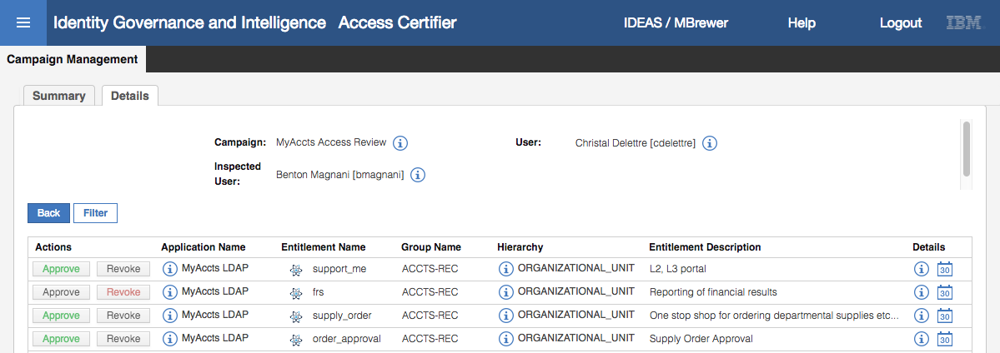 Identity Governance and Intelligence Access Certifier IDEAS / MBrewer Help Logout IBM
Campaign Management
Summary Details
Campaign: MyAccts Access Review User: Christal Delettre [cdelettre]
Inspected User: Benton Magnani [bmagnani]
Back Filter
Actions Application Name Entitlement Name Group Name Hierarchy Entitlement Description Details
Approve Revoke MyAccts LDAP support_me ACCTS-REC ORGANIZATIONAL_UNIT L2, L3 portal 30
Approve Revoke MyAccts LDAP frs ACCTS-REC ORGANIZATIONAL_UNIT Reporting of financial results 30
Approve Revoke MyAccts LDAP supply_order ACCTS-REC ORGANIZATIONAL_UNIT One stop shop for ordering departmental supplies etc... 30
Approve Revoke MyAccts LDAP order_approval ACCTS-REC ORGANIZATIONAL_UNIT Supply Order Approval 30